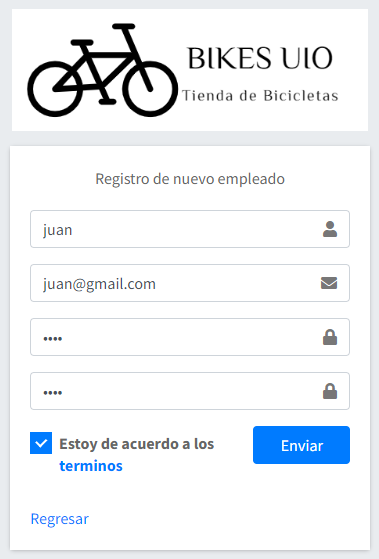 BIKES UIO
Tienda de Bicicletas
Registro de nuevo empleado
juan
juan@gmail.com
••••
••••
Estoy de acuerdo a los
terminos
Enviar
Regresar